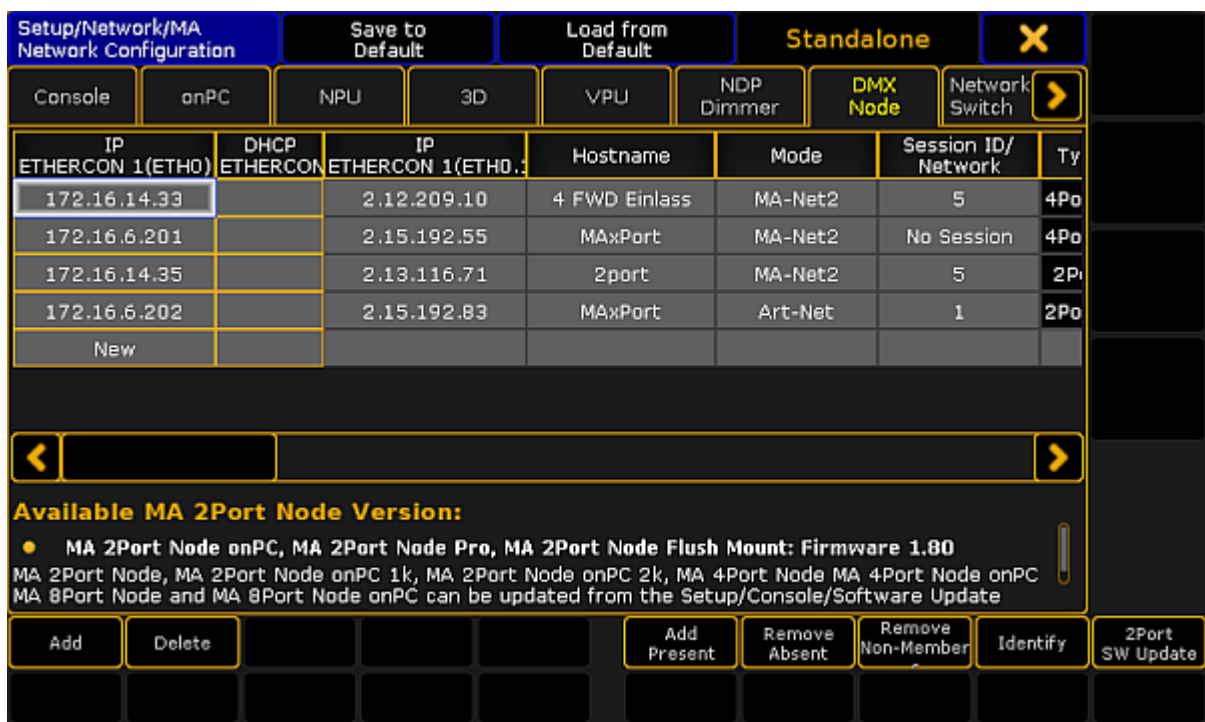 Setup/Network/MA
Network Configuration
Save to
Default
Load from
Default
Standalone
Console
onPC
NPU
3D
VPU
NDP
Dimmer
DMX
Node
Network
Switch
IP
ETHERCON 1(ETH0)
DHCP
ETHERCON
IP
ETHERCON 1(ETH0.1
Hostname
Mode
Session ID/
Network
Ty
172.16.14.33 2.12.209.10 4 FWD Einlass MA-Net2 5 4Po
172.16.6.201 2.15.192.55 MAxPort MA-Net2 No Session 4Po
172.16.14.35 2.13.116.71 2port MA-Net2 5 2P
172.16.6.202 2.15.192.83 MAxPort Art-Net 1 2Po
New
Available MA 2Port Node Version:
MA 2Port Node onPC, MA 2Port Node Pro, MA 2Port Node Flush Mount: Firmware 1.80
MA 2Port Node, MA 2Port Node onPC 1k, MA 2Port Node onPC 2k, MA 4Port Node MA 4Port Node onPC
MA 8Port Node and MA 8Port Node onPC can be updated from the Setup/Console/Software Update
Add
Delete
Add
Present
Remove
Absent
Remove
Non-Member
Identify
2Port
SW Update